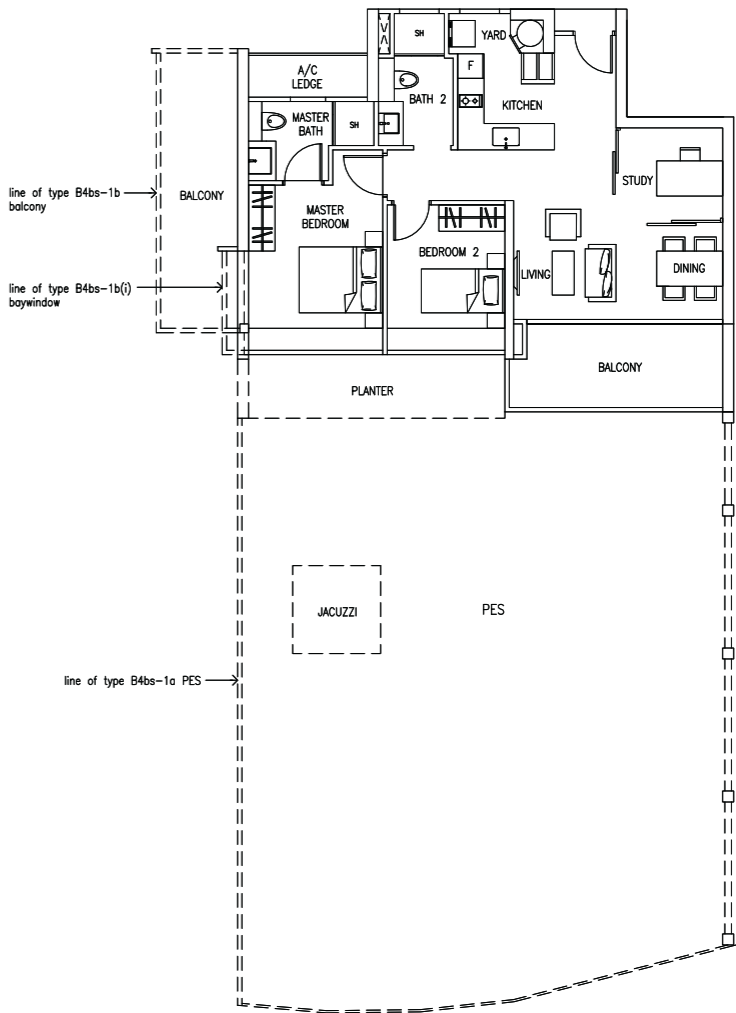 SH
YARD
A/C
LEDGE
F
BATH 2
KITCHEN
MASTER
BATH
SH
STUDY
line of type B4bs-1b
balcony
BALCONY
MASTER
BEDROOM
BEDROOM 2
LIVING
DINING
line of type B4bs-1b(i)
baywindow
BALCONY
PLANTER
JACUZZI
PES
line of type B4bs-1a PES